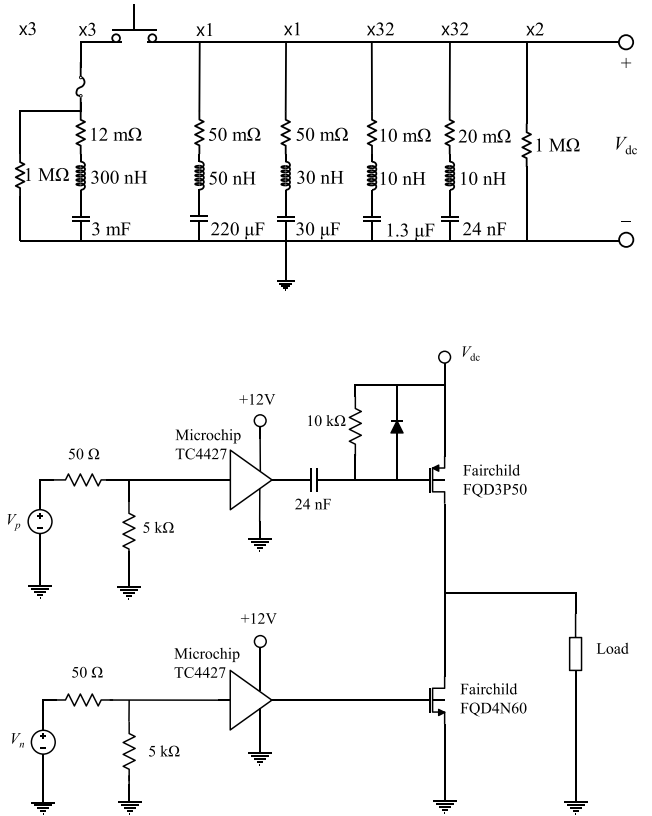 x3 x3 x1 x1 x32 x32 x2
+
12 mΩ 50 mΩ 50 mΩ 10 mΩ 20 mΩ
1 MΩ 300 nH 50 nH 30 nH 10 nH 10 nH 1 MΩ Vdc
3 mF 220 μF 30 μF 1.3 μF 24 nF
−
Vdc
+12V
10 kΩ
Microchip
TC4427
50 Ω
Fairchild
FQD3P50
24 nF
Vp
5 kΩ
+12V
Microchip
TC4427
50 Ω
Load
Fairchild
FQD4N60
Vn
5 kΩ